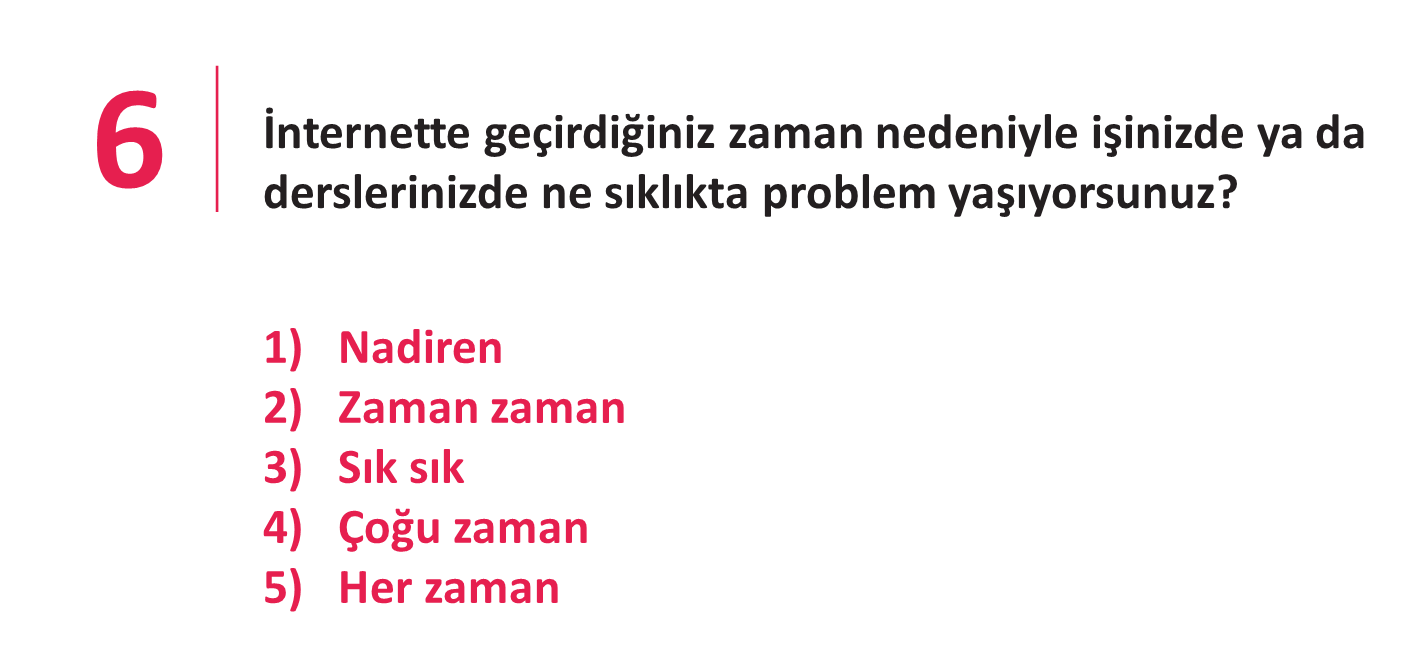 6
İnternette geçirdiğiniz zaman nedeniyle işinizde ya da
derslerinizde ne sıklıkta problem yaşıyorsunuz?
1) Nadiren
2) Zaman zaman
3) Sık sık
4) Çoğu zaman
5) Her zaman